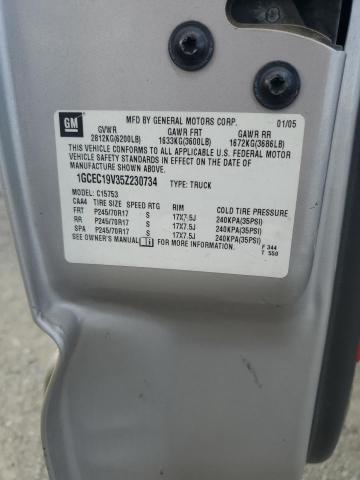 GM
MFD BY GENERAL MOTORS CORP. 01/05
GVWR GAWR FRT GAWR RR
2812KG(6200LB) 1633KG(3600LB) 1672KG(3686LB)
THIS VEHICLE CONFORMS TO ALL APPLICABLE U.S. FEDERAL MOTOR
VEHICLE SAFETY STANDARDS IN EFFECT ON THE DATE OF
MANUFACTURE SHOWN ABOVE.
1GCEC19V35Z230734 TYPE: TRUCK
MODEL: C15753
CAA4 TIRE SIZE SPEED RTG RIM COLD TIRE PRESSURE
FRT P245/70R17 S 17X7.5J 240KPA(35PSI)
RR P245/70R17 S 17X7.5J 240KPA(35PSI)
SPA P245/70R17 S 17X7.5J 240KPA(35PSI)
SEE OWNER'S MANUAL FOR MORE INFORMATION.
F 344
T 550